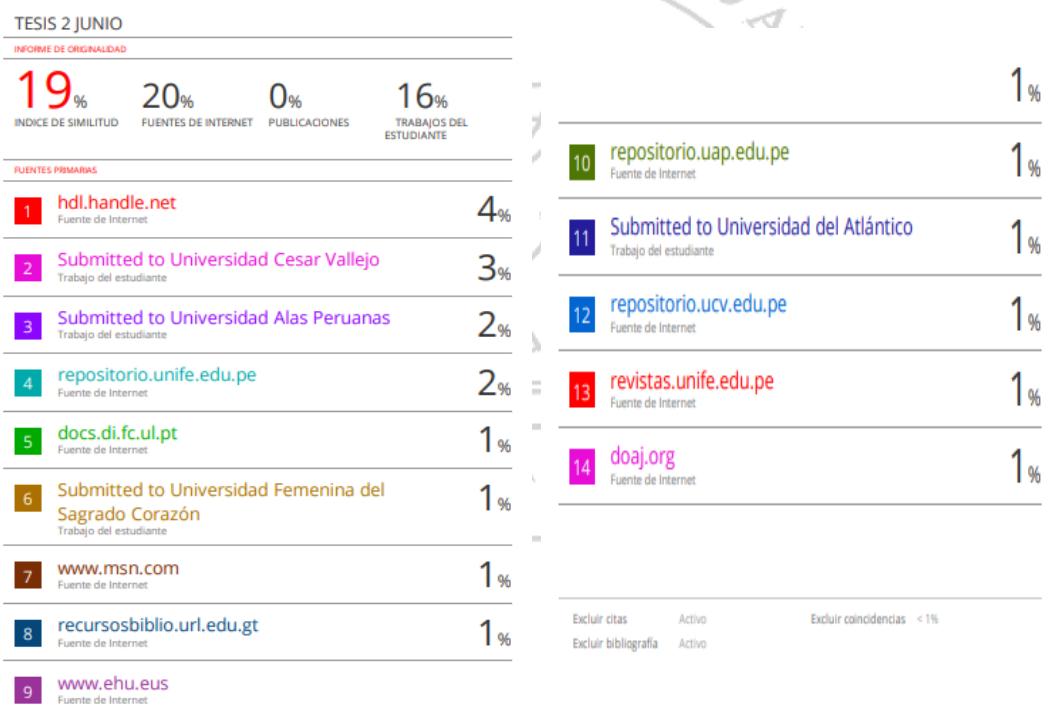 TESIS 2 JUNIO
INFORME DE ORIGINALIDAD
19% 20% 0% 16%
INDICE DE SIMILITUD FUENTES DE INTERNET PUBLICACIONES TRABAJOS DEL
ESTUDIANTE
FUENTES PRIMARIAS
1 hdl.handle.net 4%
Fuente de Internet
2 Submitted to Universidad Cesar Vallejo 3%
Trabajo del estudiante
3 Submitted to Universidad Alas Peruanas 2%
Trabajo del estudiante
4 repositorio.unife.edu.pe 2%
Fuente de Internet
5 docs.di.fc.ul.pt 1%
Fuente de Internet
6 Submitted to Universidad Femenina del 1%
Sagrado Corazón
Trabajo del estudiante
7 www.msn.com 1%
Fuente de Internet
8 recursosbiblio.url.edu.gt 1%
Fuente de Internet
9 www.ehu.eus
Fuente de Internet
1%
10 repositorio.uap.edu.pe 1%
Fuente de Internet
11 Submitted to Universidad del Atlántico 1%
Trabajo del estudiante
12 repositorio.ucv.edu.pe 1%
Fuente de Internet
13 revistas.unife.edu.pe 1%
Fuente de Internet
14 doaj.org 1%
Fuente de Internet
Excluir citas Activo Excluir coincidencias < 1%
Excluir bibliografía Activo